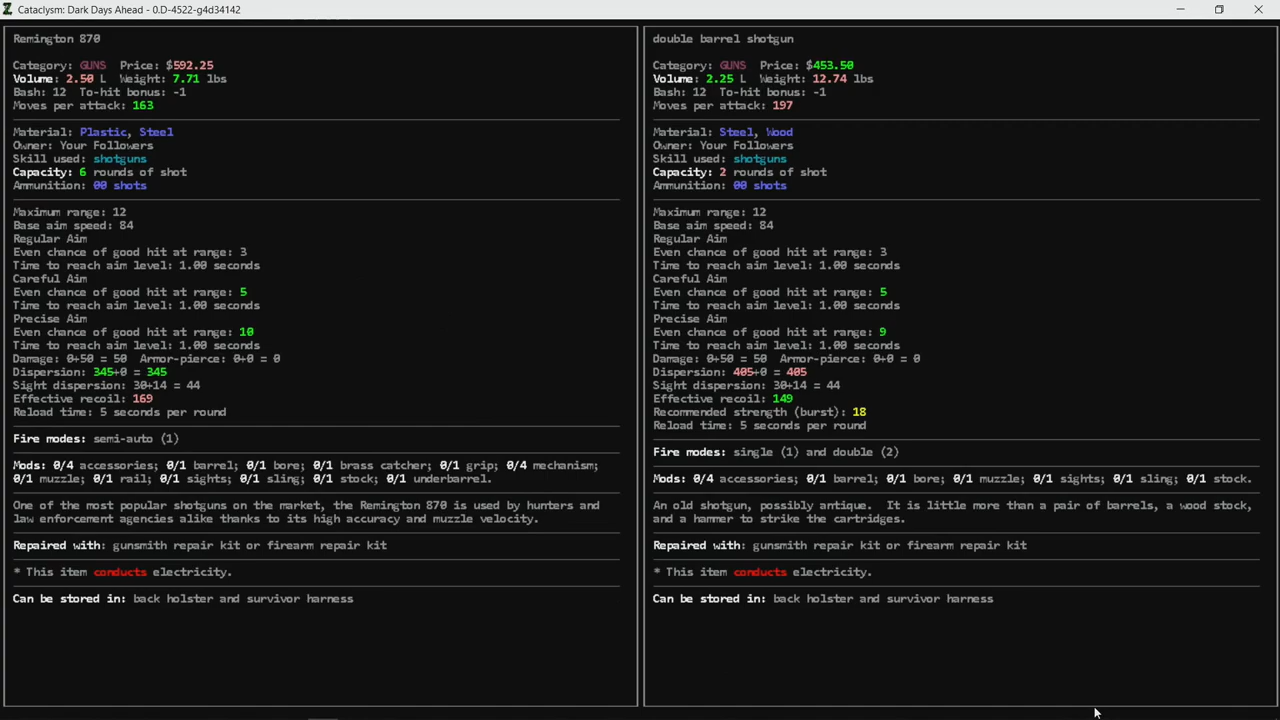 Cataclysm: Dark Days Ahead - 0.D-4522-g4d34142
Remington 870
Category: GUNS  Price: $592.25
Volume: 2.50 L  Weight: 7.71 lbs
Bash: 12  To-hit bonus: -1
Moves per attack: 163
Material: Plastic, Steel
Owner: Your Followers
Skill used: shotguns
Capacity: 6 rounds of shot
Ammunition: 00 shots
Maximum range: 12
Base aim speed: 84
Regular Aim
Even chance of good hit at range: 3
Time to reach aim level: 1.00 seconds
Careful Aim
Even chance of good hit at range: 5
Time to reach aim level: 1.00 seconds
Precise Aim
Even chance of good hit at range: 10
Time to reach aim level: 1.00 seconds
Damage: 0+50 = 50  Armor-pierce: 0+0 = 0
Dispersion: 345+0 = 345
Sight dispersion: 30+14 = 44
Effective recoil: 169
Reload time: 5 seconds per round
Fire modes: semi-auto (1)
Mods: 0/4 accessories; 0/1 barrel; 0/1 bore; 0/1 brass catcher; 0/1 grip; 0/4 mechanism;
0/1 muzzle; 0/1 rail; 0/1 sights; 0/1 sling; 0/1 stock; 0/1 underbarrel.
One of the most popular shotguns on the market, the Remington 870 is used by hunters and
law enforcement agencies alike thanks to its high accuracy and muzzle velocity.
Repaired with: gunsmith repair kit or firearm repair kit
* This item conducts electricity.
Can be stored in: back holster and survivor harness
double barrel shotgun
Category: GUNS  Price: $453.50
Volume: 2.25 L  Weight: 12.74 lbs
Bash: 12  To-hit bonus: -1
Moves per attack: 197
Material: Steel, Wood
Owner: Your Followers
Skill used: shotguns
Capacity: 2 rounds of shot
Ammunition: 00 shots
Maximum range: 12
Base aim speed: 84
Regular Aim
Even chance of good hit at range: 3
Time to reach aim level: 1.00 seconds
Careful Aim
Even chance of good hit at range: 5
Time to reach aim level: 1.00 seconds
Precise Aim
Even chance of good hit at range: 9
Time to reach aim level: 1.00 seconds
Damage: 0+50 = 50  Armor-pierce: 0+0 = 0
Dispersion: 405+0 = 405
Sight dispersion: 30+14 = 44
Effective recoil: 149
Recommended strength (burst): 18
Reload time: 5 seconds per round
Fire modes: single (1) and double (2)
Mods: 0/4 accessories; 0/1 barrel; 0/1 bore; 0/1 muzzle; 0/1 sights; 0/1 sling; 0/1 stock.
An old shotgun, possibly antique.  It is little more than a pair of barrels, a wood stock,
and a hammer to strike the cartridges.
Repaired with: gunsmith repair kit or firearm repair kit
* This item conducts electricity.
Can be stored in: back holster and survivor harness